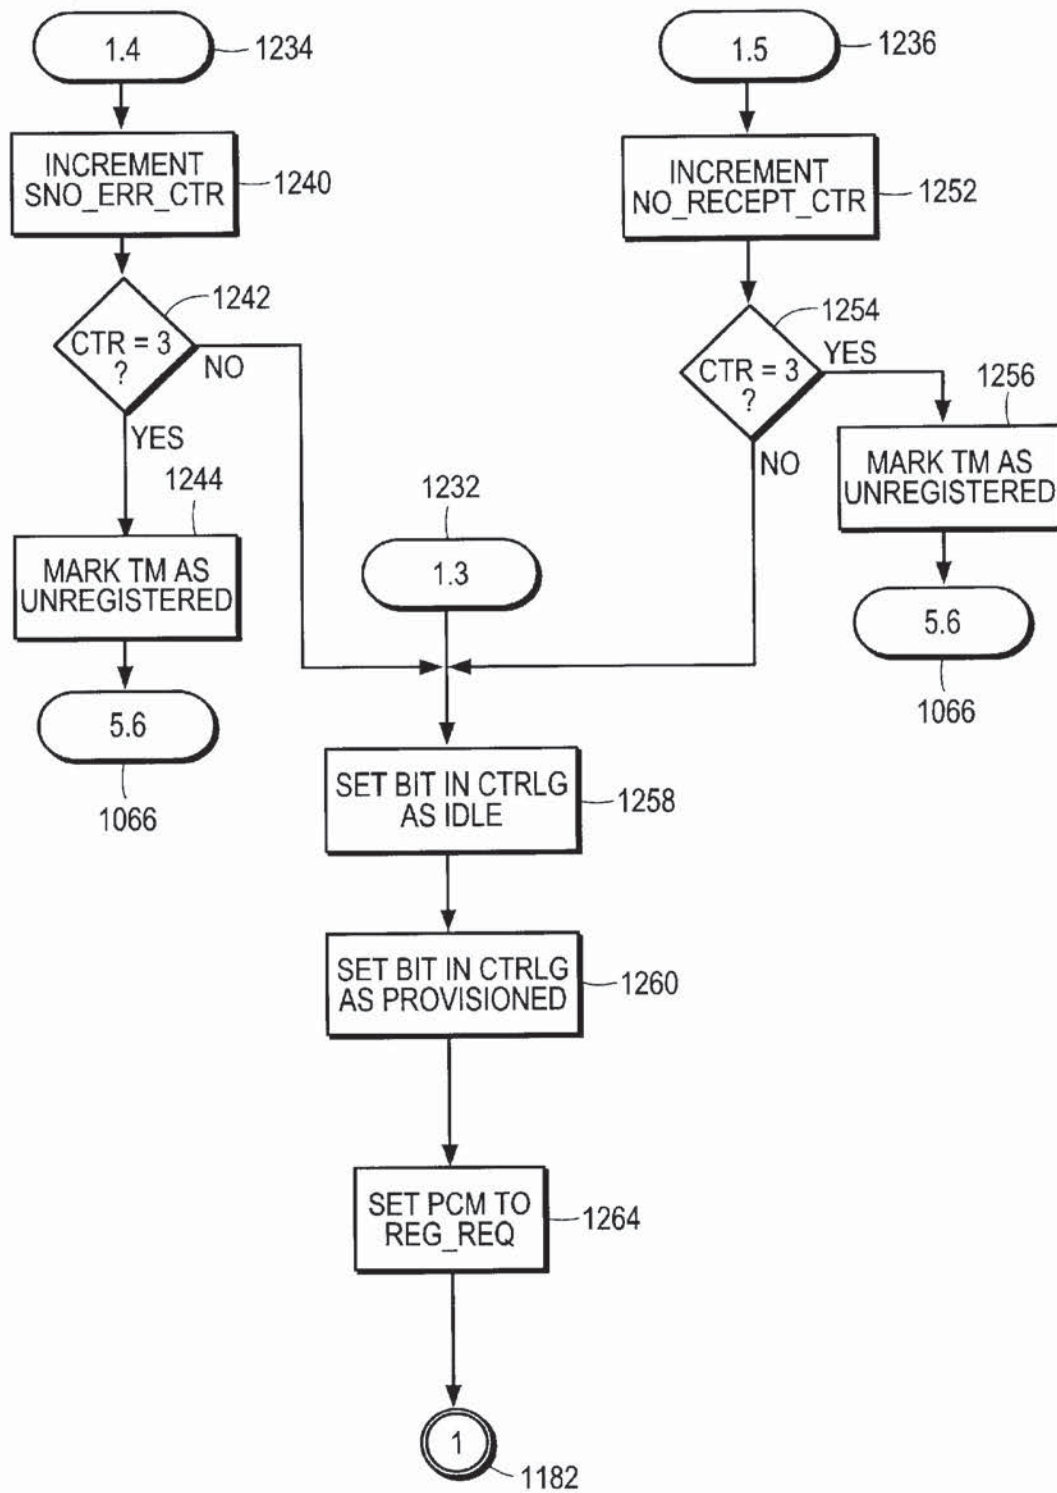 1.4
1234
1.5
1236
INCREMENT
SNO_ERR_CTR
1240
INCREMENT
NO_RECEPT_CTR
1252
1242
CTR = 3
?
NO
YES
1254
CTR = 3
?
YES
NO
1256
MARK TM AS
UNREGISTERED
1244
MARK TM AS
UNREGISTERED
1232
1.3
5.6
1066
5.6
1066
SET BIT IN CTRLG
AS IDLE
1258
SET BIT IN CTRLG
AS PROVISIONED
1260
SET PCM TO
REG_REQ
1264
1
1182